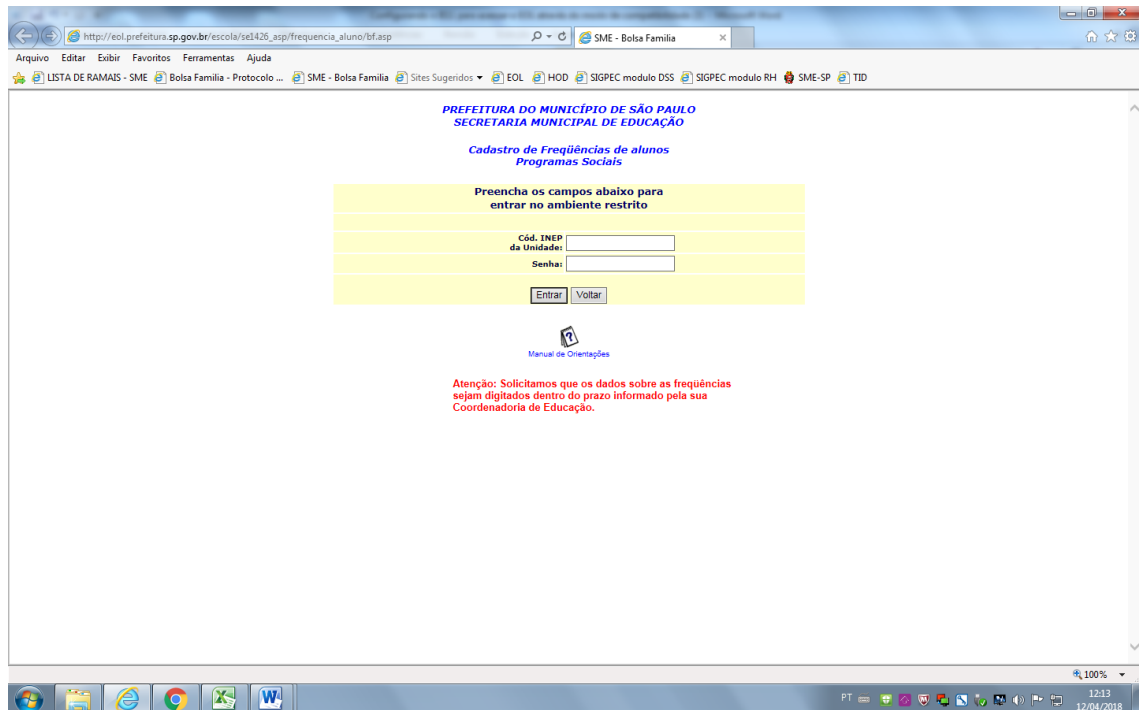 http://eol.prefeitura.sp.gov.br/escola/se1426_asp/frequencia_aluno/bf.asp
SME - Bolsa Familia
Arquivo Editar Exibir Favoritos Ferramentas Ajuda
LISTA DE RAMAIS - SME Bolsa Familia - Protocolo ... SME - Bolsa Familia Sites Sugeridos EOL HOD SIGPEC modulo DSS SIGPEC modulo RH SME-SP TID
PREFEITURA DO MUNICÍPIO DE SÃO PAULO
SECRETARIA MUNICIPAL DE EDUCAÇÃO
Cadastro de Freqüências de alunos
Programas Sociais
Preencha os campos abaixo para
entrar no ambiente restrito
Cód. INEP
da Unidade:
Senha:
Entrar Voltar
Manual de Orientações
Atenção: Solicitamos que os dados sobre as freqüências
sejam digitados dentro do prazo informado pela sua
Coordenadoria de Educação.
100%
PT
12:13
12/04/2018